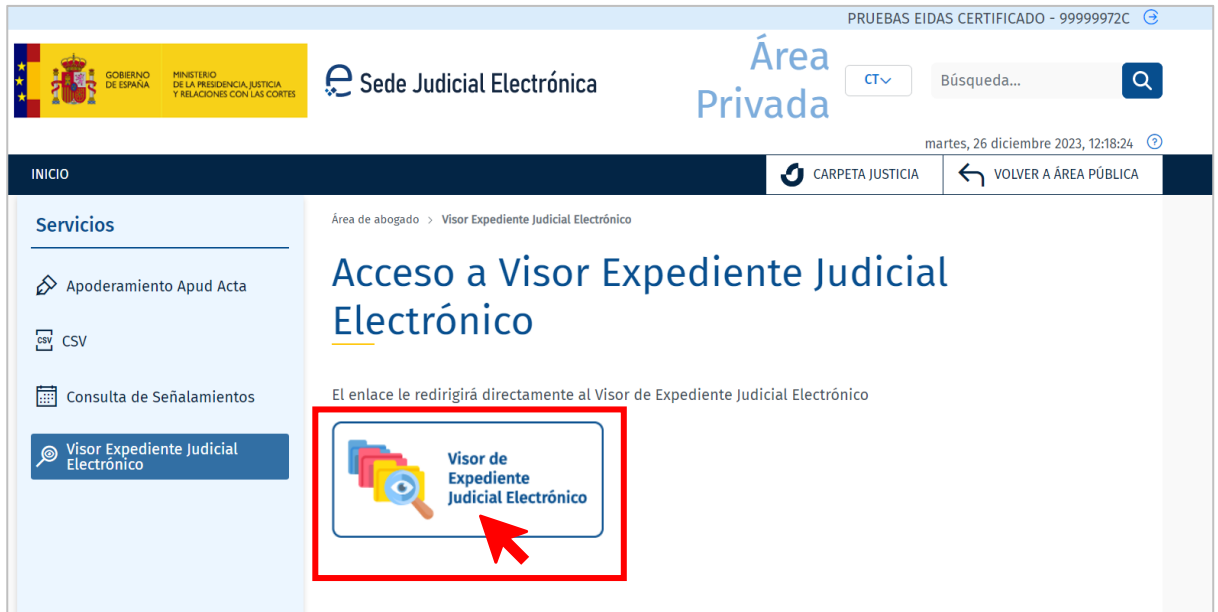 PRUEBAS EIDAS CERTIFICADO - 99999972C
GOBIERNO
DE ESPAÑA
MINISTERIO
DE LA PRESIDENCIA, JUSTICIA
Y RELACIONES CON LAS CORTES
e Sede Judicial Electrónica
Área
Privada
CT
Búsqueda...
martes, 26 diciembre 2023, 12:18:24 ?
INICIO
CARPETA JUSTICIA
VOLVER A ÁREA PÚBLICA
Servicios
Apoderamiento Apud Acta
CSV CSV
Consulta de Señalamientos
Visor Expediente Judicial
Electrónico
Área de abogado > Visor Expediente Judicial Electrónico
Acceso a Visor Expediente Judicial
Electrónico
El enlace le redirigirá directamente al Visor de Expediente Judicial Electrónico
Visor de
Expediente
Judicial Electrónico